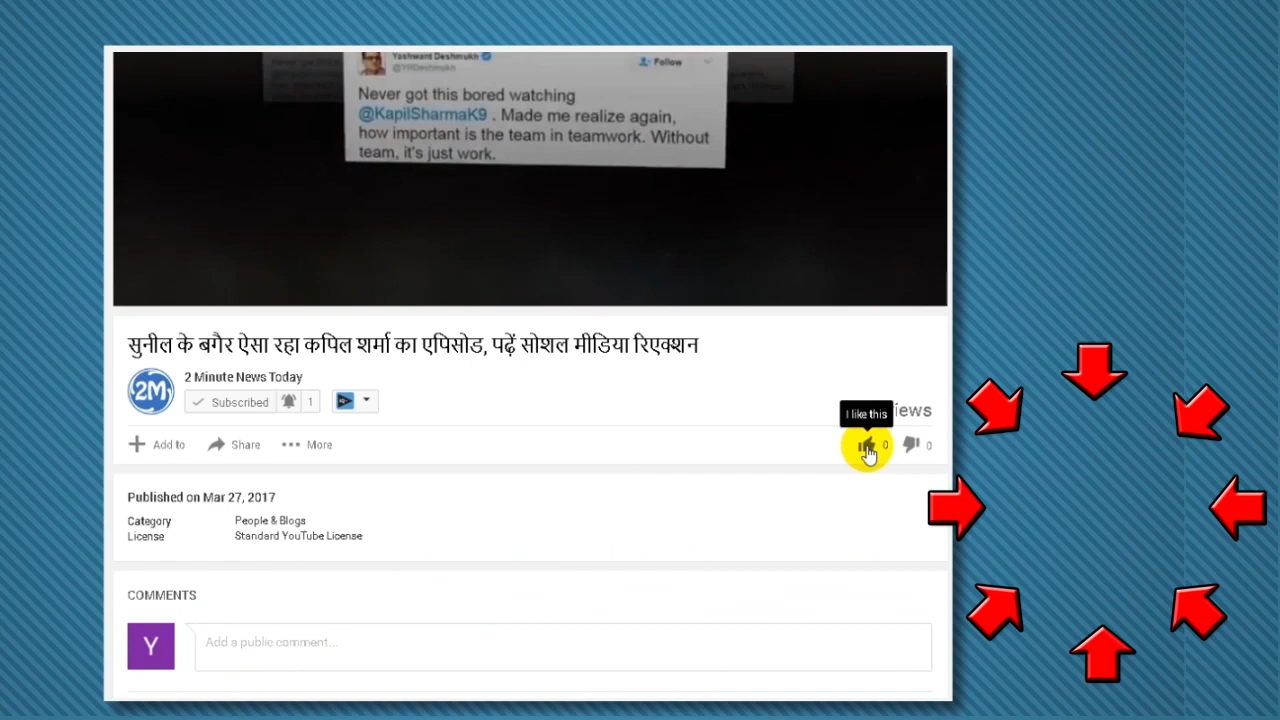 Yashwant Deshmukh
@YRDeshmukh
Follow
Never got this bored watching
@KapilSharmaK9 . Made me realize again,
how important is the team in teamwork. Without
team, it's just work.
सुनील के बगैर ऐसा रहा कपिल शर्मा का एपिसोड, पढ़ें सोशल मीडिया रिएक्शन
2M
2 Minute News Today
Subscribed 1
I like this
iews
Add to Share More 0 0
Published on Mar 27, 2017
Category People & Blogs
License Standard YouTube License
COMMENTS
Y
Add a public comment...